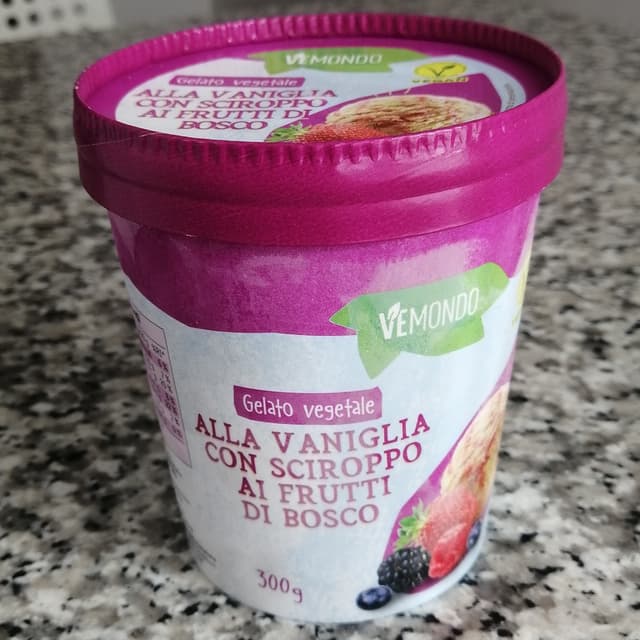 VEMONDO
Gelato vegetale
ALLA VANIGLIA
CON SCIROPPO
AI FRUTTI DI
BOSCO
VEMONDO
Gelato vegetale
ALLA VANIGLIA
CON SCIROPPO
AI FRUTTI
DI BOSCO
300g